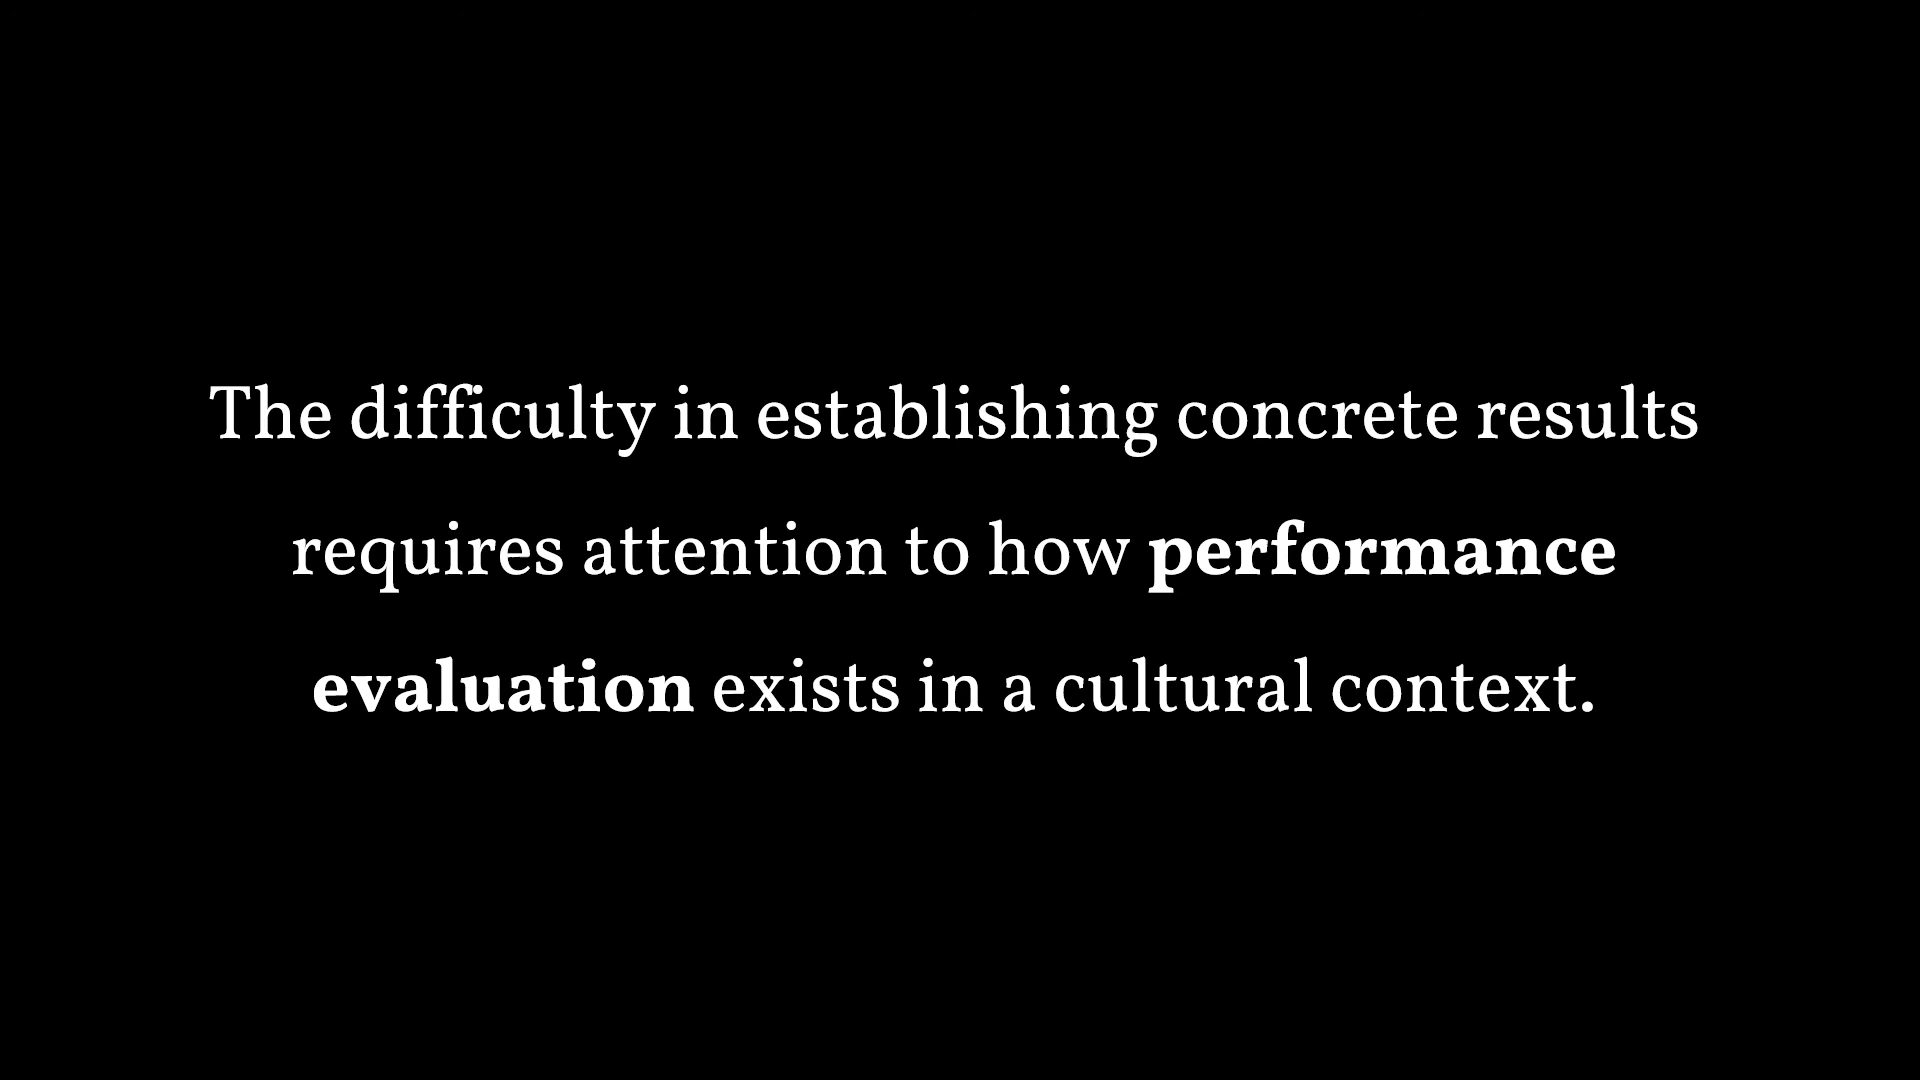 The difficulty in establishing concrete results
requires attention to how performance
evaluation exists in a cultural context.